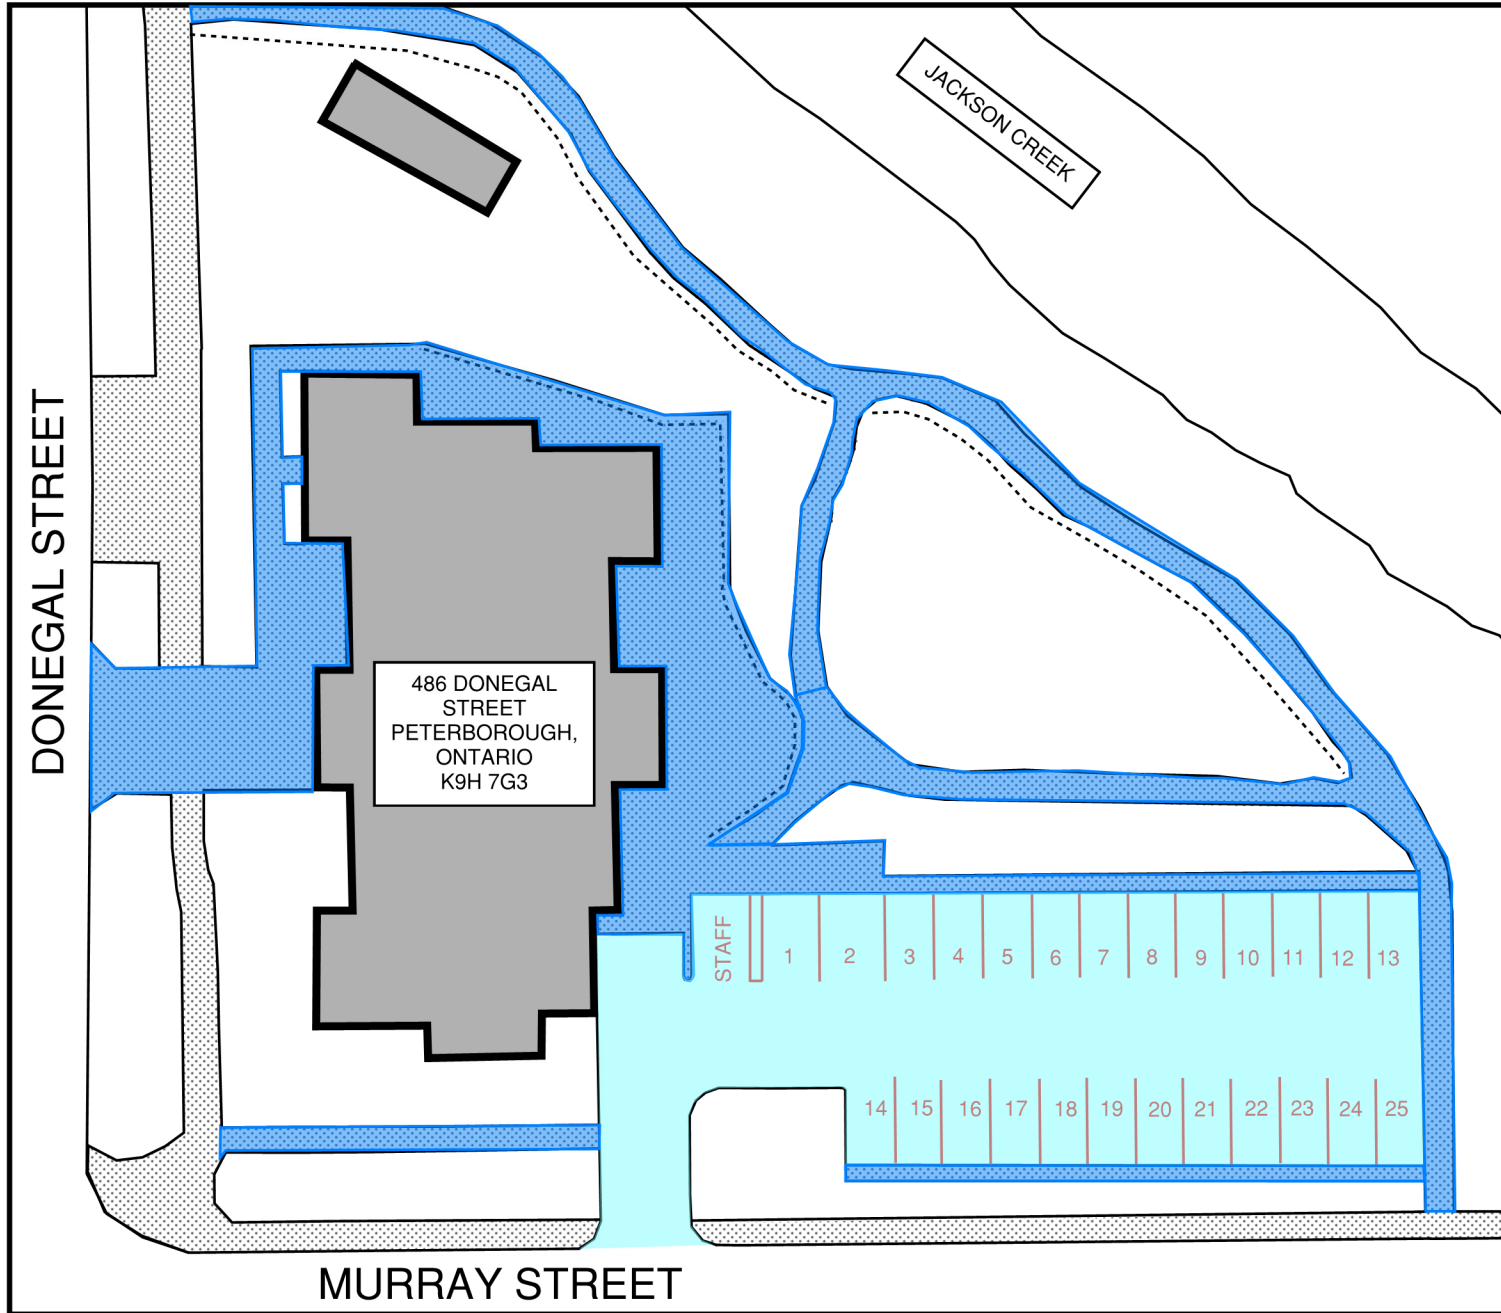 JACKSON CREEK
DONEGAL STREET
486 DONEGAL
STREET
PETERBOROUGH,
ONTARIO
K9H 7G3
STAFF 1 2 3 4 5 6 7 8 9 10 11 12 13
14 15 16 17 18 19 20 21 22 23 24 25
MURRAY STREET